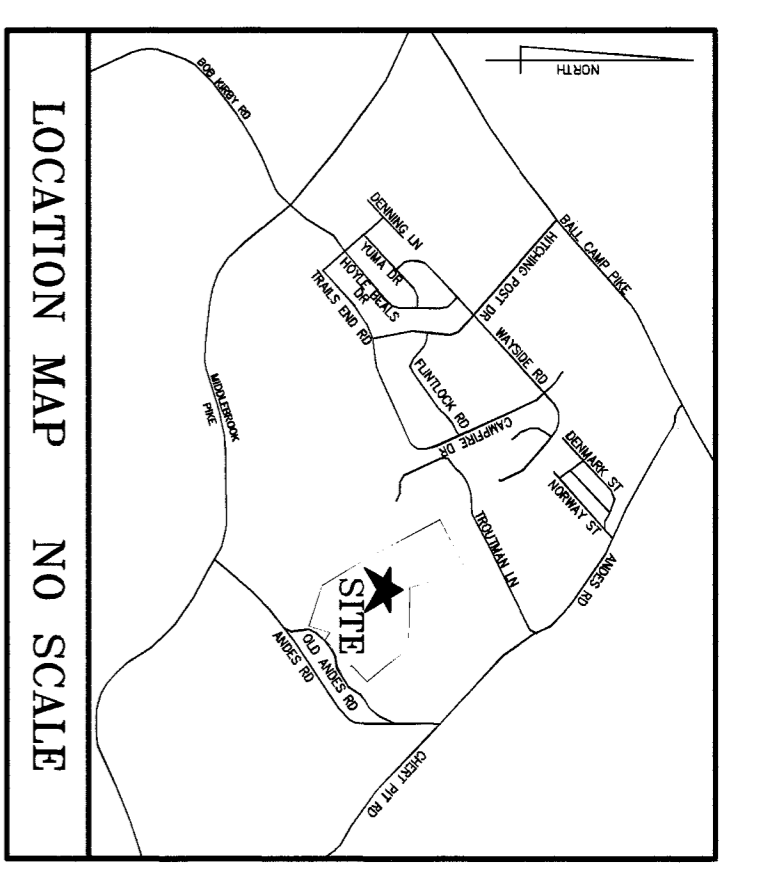 NORTH
BALL CAMP PIKE
BOB KIRBY RD
HITCHING POST DR
DENNING LN
YUMA DR
HOYLE BEALS
DR
TRAILS END RD
WAYSIDE RD
FLINTLOCK RD
CAMPFIRE DR
DENMARK ST
NORWAY ST
ANDES RD
TROUTMAN LN
MIDDLEBROOK
PIKE
SITE
OLD ANDES RD
ANDES RD
CHERT PIT RD
LOCATION MAP NO SCALE